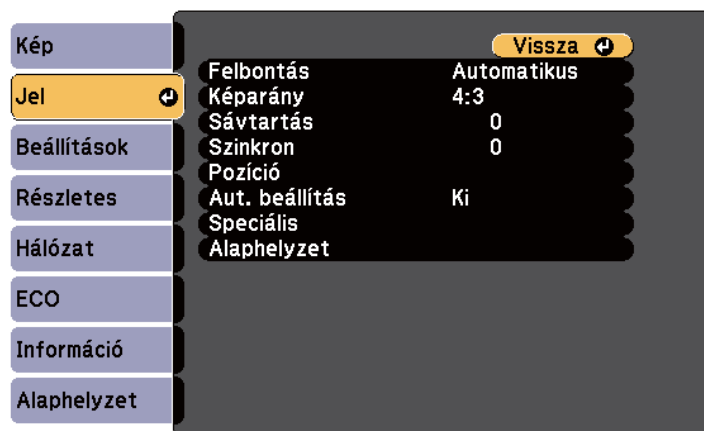 Kép
Jel
Beállítások
Részletes
Hálózat
ECO
Információ
Alaphelyzet
Vissza
Felbontás Automatikus
Képarány 4:3
Sávtartás 0
Szinkron 0
Pozíció
Aut. beállítás Ki
Speciális
Alaphelyzet